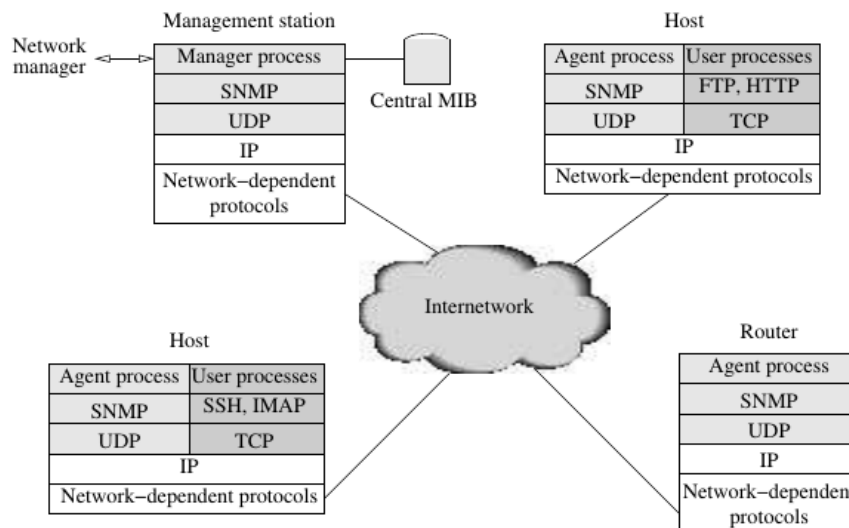 Management station
Network
manager
Manager process
SNMP
UDP
IP
Network−dependent
protocols
Central MIB
Host
Agent process
User processes
SNMP
FTP, HTTP
UDP
TCP
IP
Network−dependent protocols
Internetwork
Host
Agent process
User processes
SNMP
SSH, IMAP
UDP
TCP
IP
Network−dependent protocols
Router
Agent process
SNMP
UDP
IP
Network−dependent
protocols